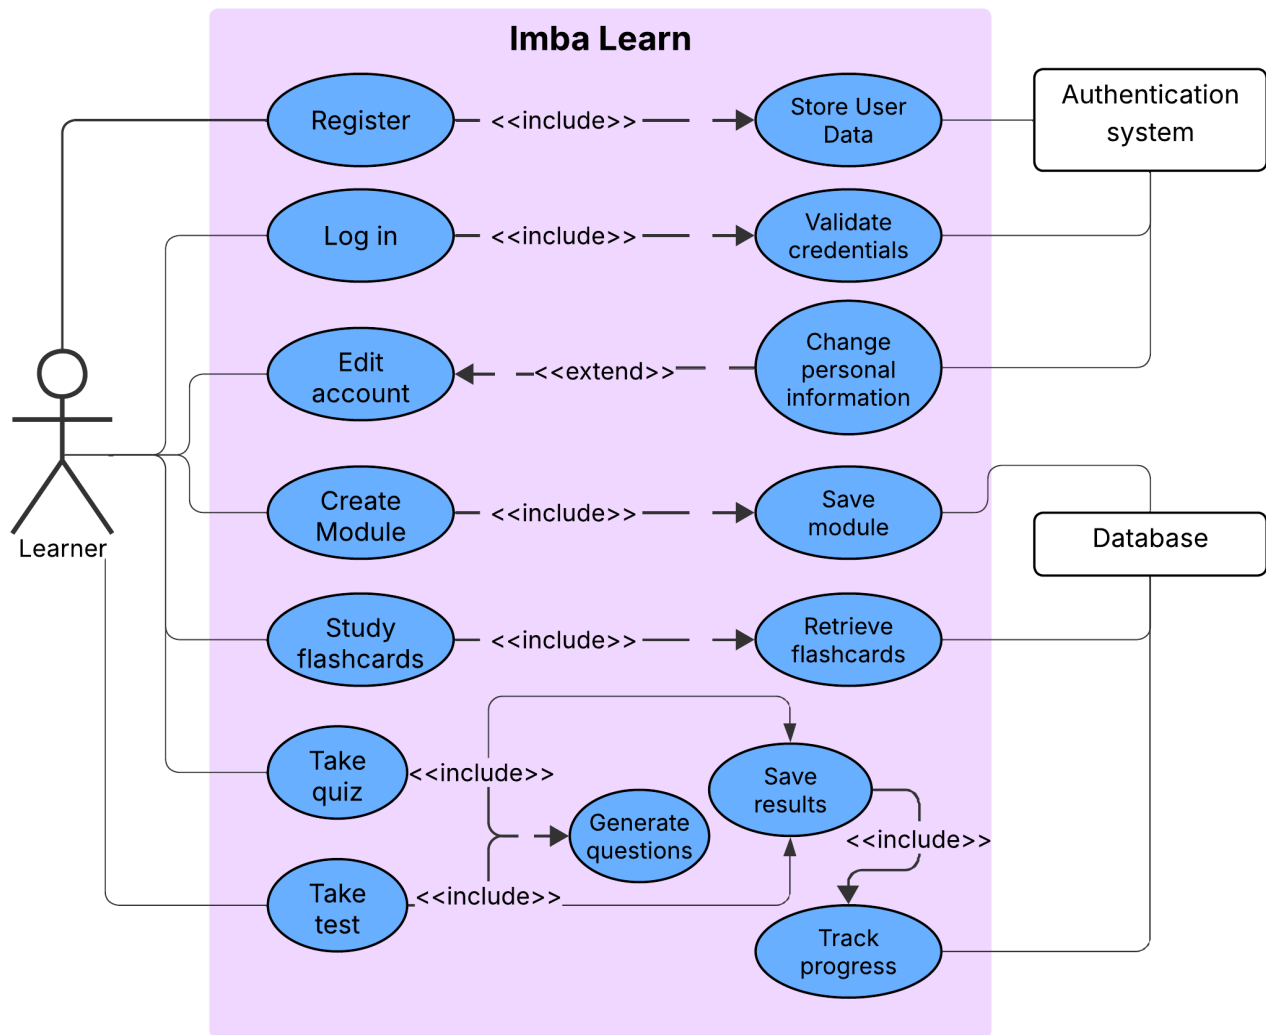 Imba Learn
Register
<<include>>
Store User
Data
Authentication
system
Log in
<<include>>
Validate
credentials
Edit
account
<<extend>>
Change
personal
information
Learner
Create
Module
<<include>>
Save
module
Database
Study
flashcards
<<include>>
Retrieve
flashcards
Take
quiz
<<include>>
Generate
questions
Save
results
<<include>>
Take
test
<<include>>
Track
progress